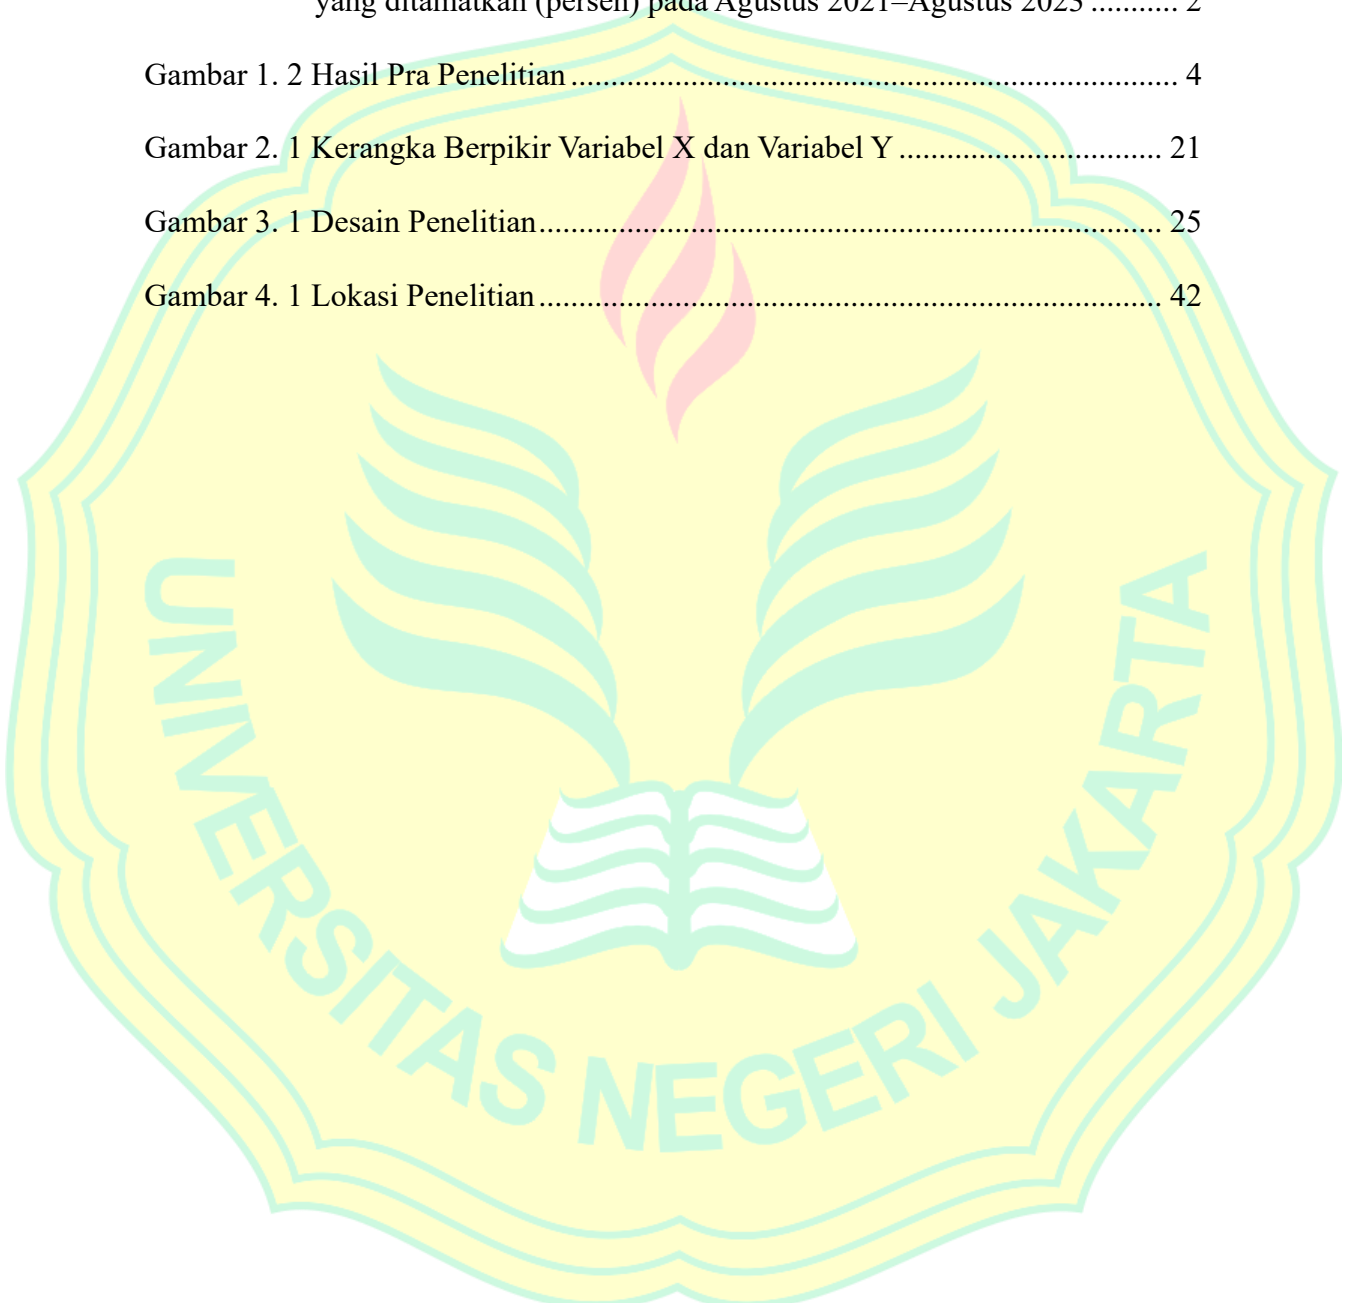 yang ditamatkan (persen) pada Agustus 2021–Agustus 2023 ........... 2
Gambar 1. 2 Hasil Pra Penelitian ........................................................................... 4
Gambar 2. 1 Kerangka Berpikir Variabel X dan Variabel Y ................................ 21
Gambar 3. 1 Desain Penelitian ............................................................................ 25
Gambar 4. 1 Lokasi Penelitian ............................................................................ 42
UNIVERSITAS NEGERI JAKARTA